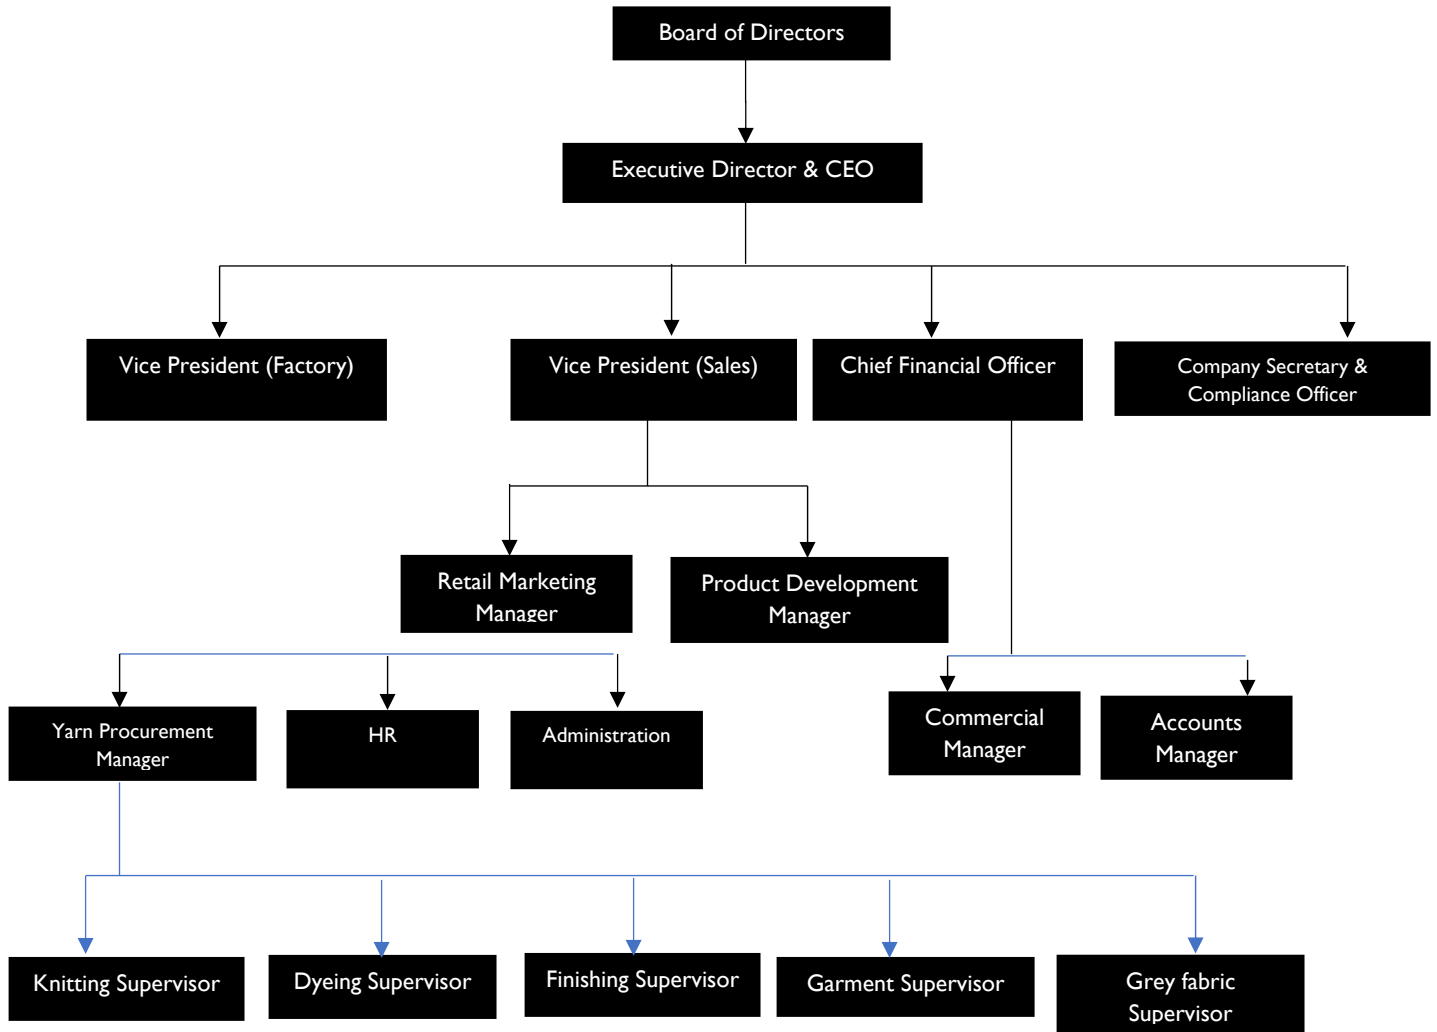 Board of Directors
Executive Director & CEO
Vice President (Factory)
Vice President (Sales)
Chief Financial Officer
Company Secretary &
Compliance Officer
Retail Marketing
Manager
Product Development
Manager
Yarn Procurement
Manager
HR
Administration
Commercial
Manager
Accounts
Manager
Knitting Supervisor
Dyeing Supervisor
Finishing Supervisor
Garment Supervisor
Grey fabric
Supervisor